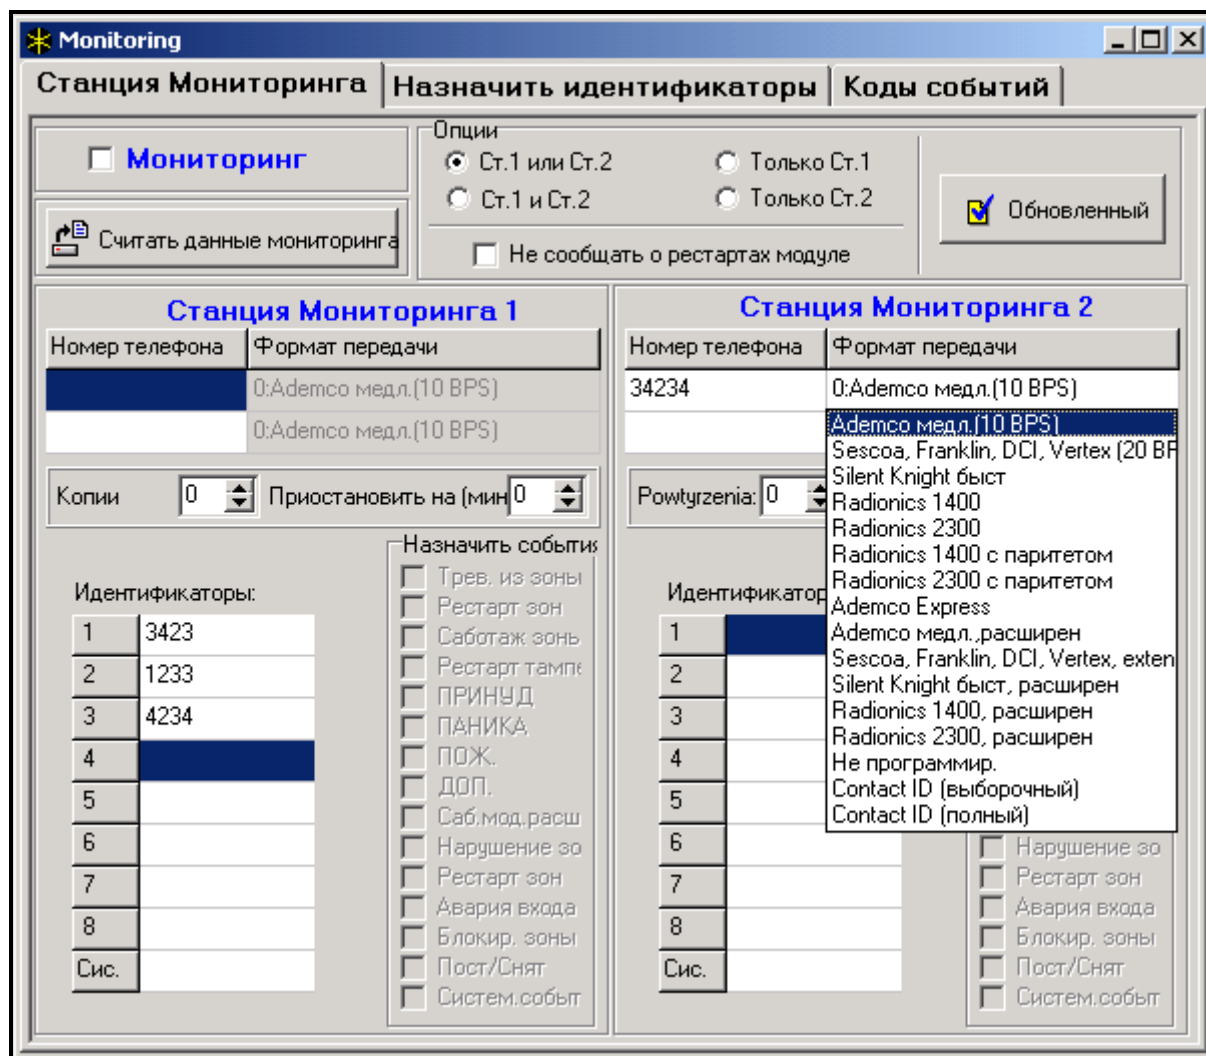 Monitoring
Станция Мониторинга Назначить идентификаторы Коды событий
Мониторинг
Считать данные мониторинга
Опции
Ст.1 или Ст.2 Только Ст.1
Ст.1 и Ст.2 Только Ст.2
Не сообщать о рестартах модуле
Обновленный
Станция Мониторинга 1
Номер телефона Формат передачи
0:Ademco медл.(10 BPS)
0:Ademco медл.(10 BPS)
Копии 0 Приостановить на (мин 0
Идентификаторы:
1 3423
2 1233
3 4234
4
5
6
7
8
Сис.
Назначить события
Трев. из зоны
Рестарт зон
Саботаж зонь
Рестарт тампе
ПРИНУД
ПАНИКА
ПОЖ.
ДОП.
Саб.мод.расш
Нарушение зо
Рестарт зон
Авария входа
Блокир. зоны
Пост/Снят
Систем.событ
Станция Мониторинга 2
Номер телефона Формат передачи
34234 0:Ademco медл.(10 BPS)
Ademco медл.(10 BPS)
Sescoa, Franklin, DCI, Vertex (20 BP
Silent Knight быст
Radionics 1400
Radionics 2300
Radionics 1400 с паритетом
Radionics 2300 с паритетом
Ademco Express
Ademco медл.,расширен
Sescoa, Franklin, DCI, Vertex, exten
Silent Knight быст, расширен
Radionics 1400, расширен
Radionics 2300, расширен
Не программир.
Contact ID (выборочный)
Contact ID (полный)
Powtyrzenia: 0
Идентификатор
1
2
3
4
5
6
7
8
Сис.
Нарушение зо
Рестарт зон
Авария входа
Блокир. зоны
Пост/Снят
Систем.событ